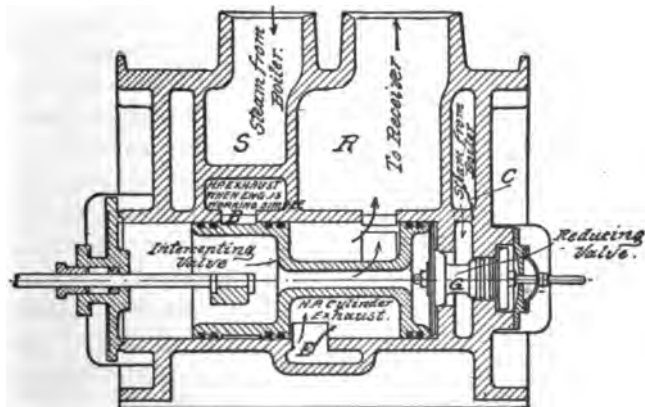 Steam from
Boiler.
To Receiver
S
R
Steam from
Boiler
C
H.P. EXHAUST
WHEN ENG. IS
WORKING SIMPLE
Intercepting
Valve
Reducing
Valve.
G
H.P. Cylinder
Exhaust.